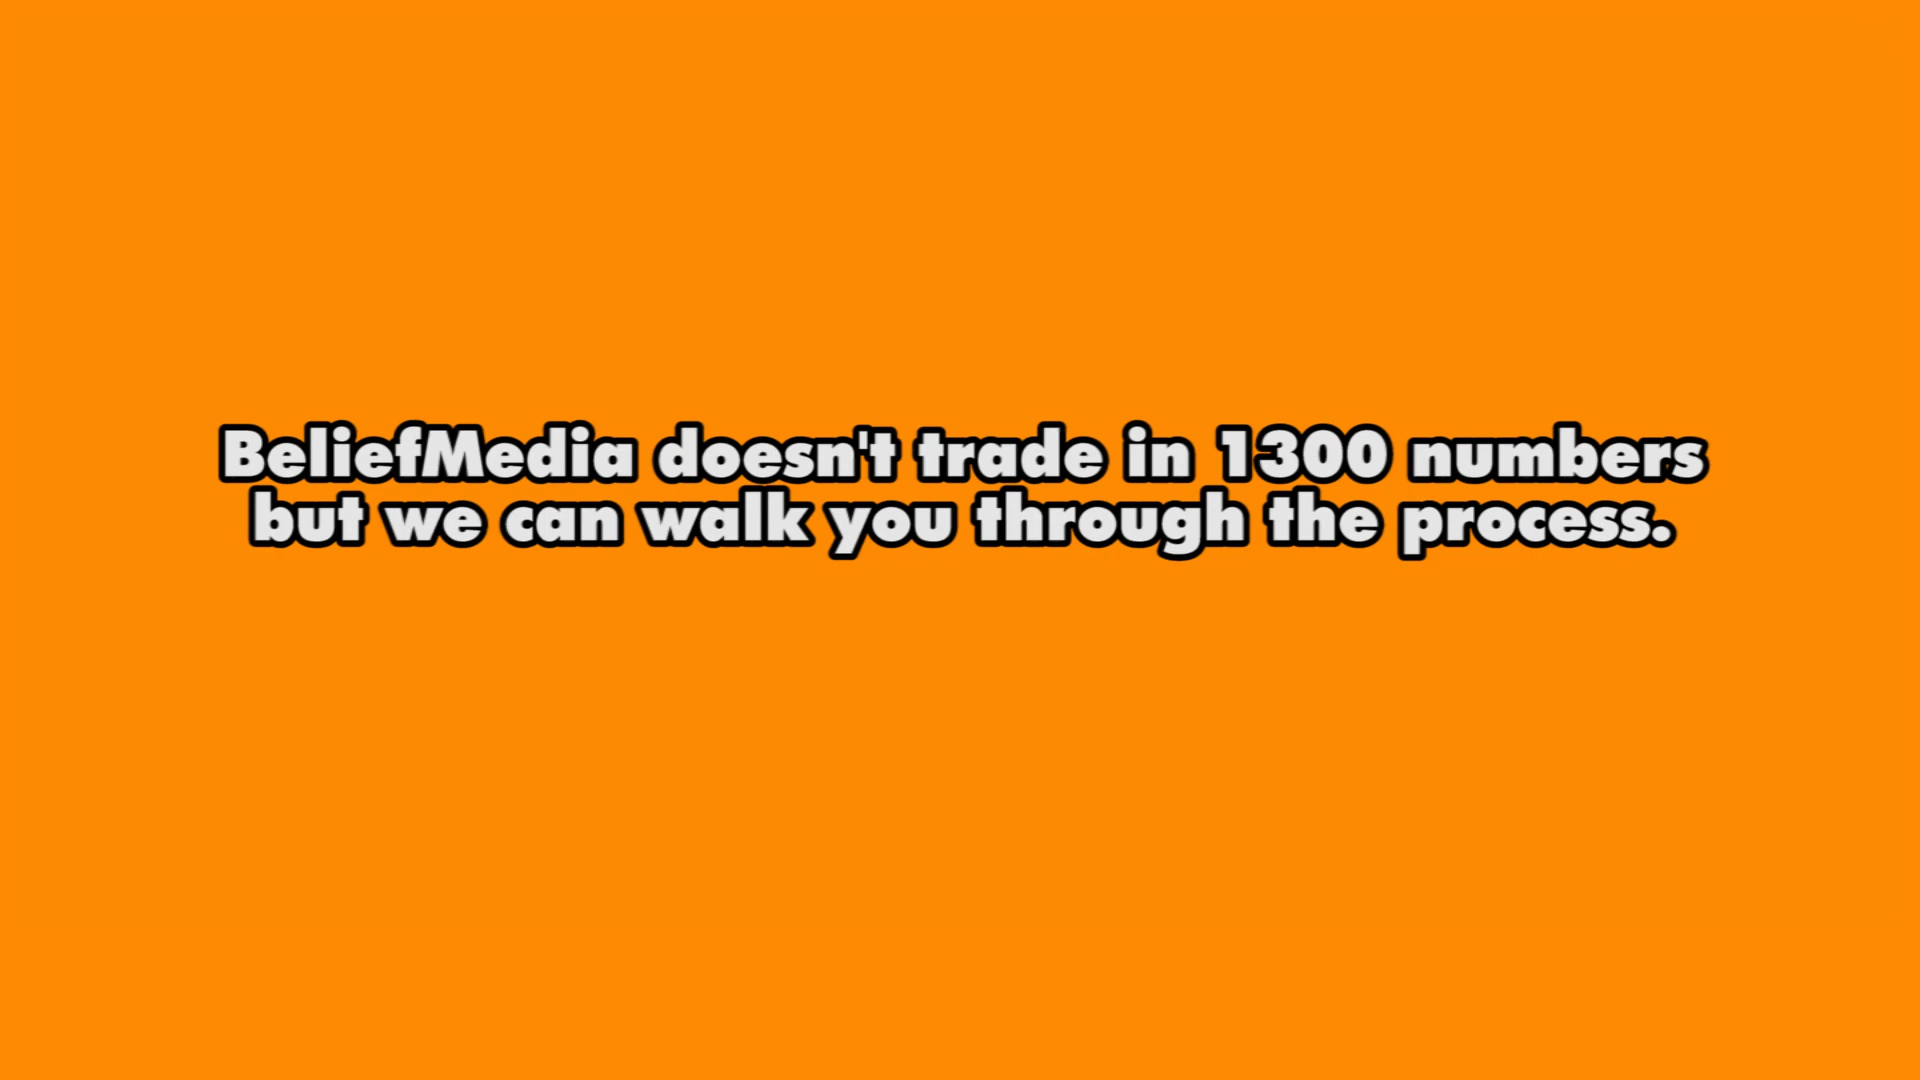 BeliefMedia doesn't trade in 1300 numbers
but we can walk you through the process.